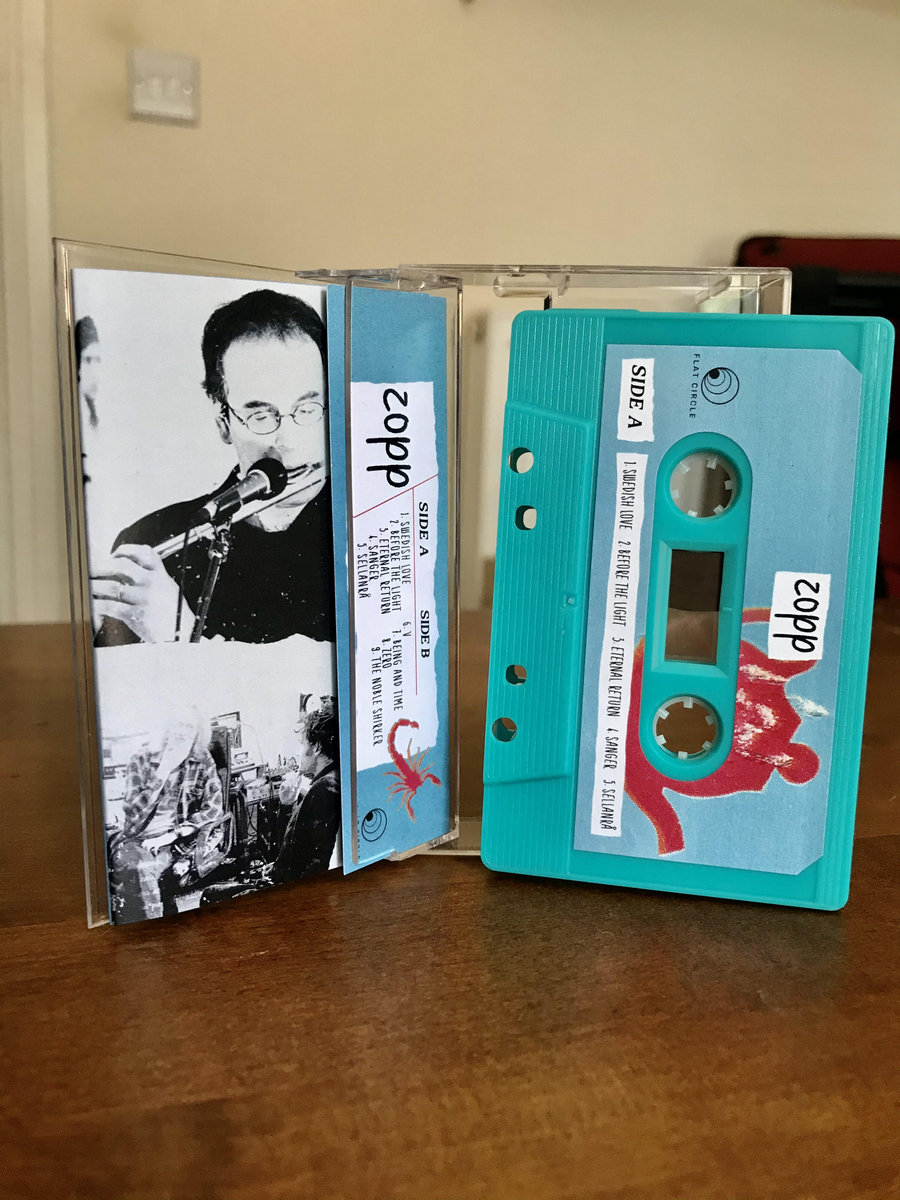 zopp
SIDE A
1. SWEDISH LOVE
2. BEFORE THE LIGHT
3. ETERNAL RETURN
4. SANGER
5. SELLANRÅ
SIDE B
6. V
7. BEING AND TIME
8. ZERO
9. THE NOBLE SHIRKER
FLAT CIRCLE
SIDE A
1. SWEDISH LOVE 2. BEFORE THE LIGHT 3. ETERNAL RETURN 4. SANGER 5. SELLANRÅ
zopp